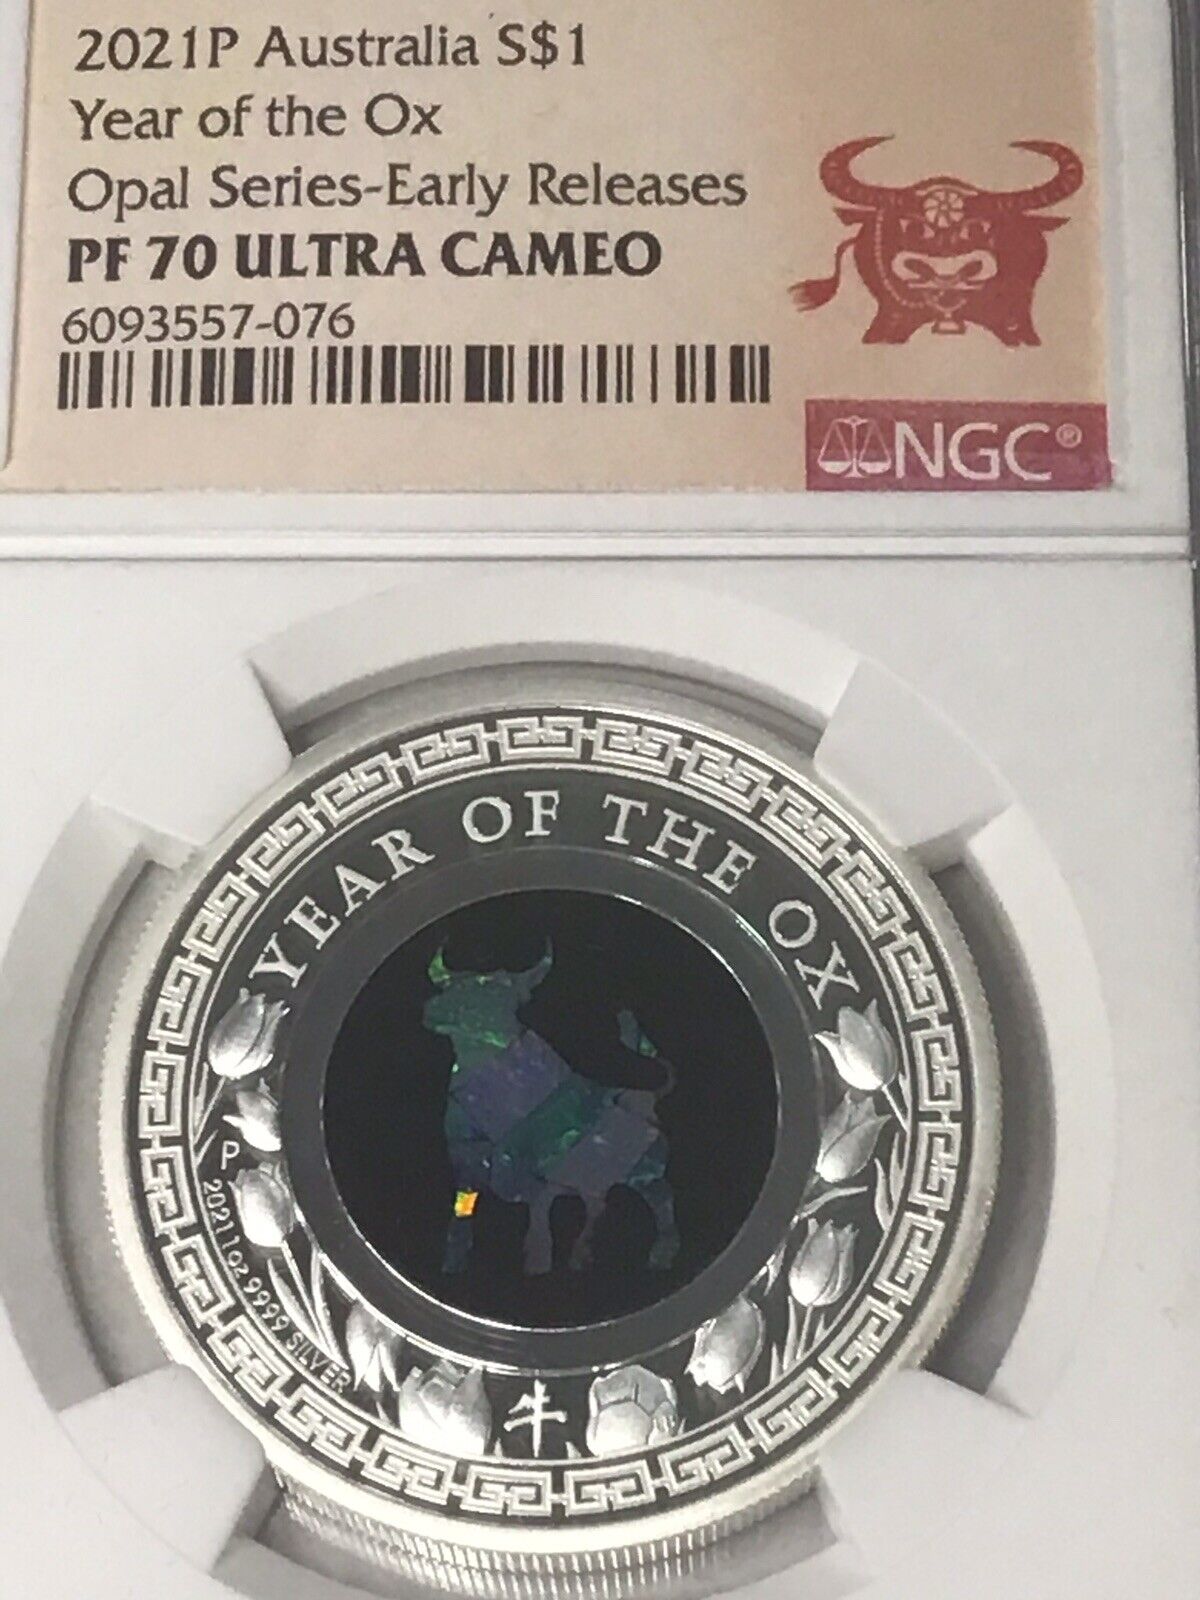 2021P Australia S$1
Year of the Ox
Opal Series-Early Releases
PF 70 ULTRA CAMEO
6093557-076
NGC®
YEAR OF THE OX
P
2021 1oz 9999 SILVER
牛